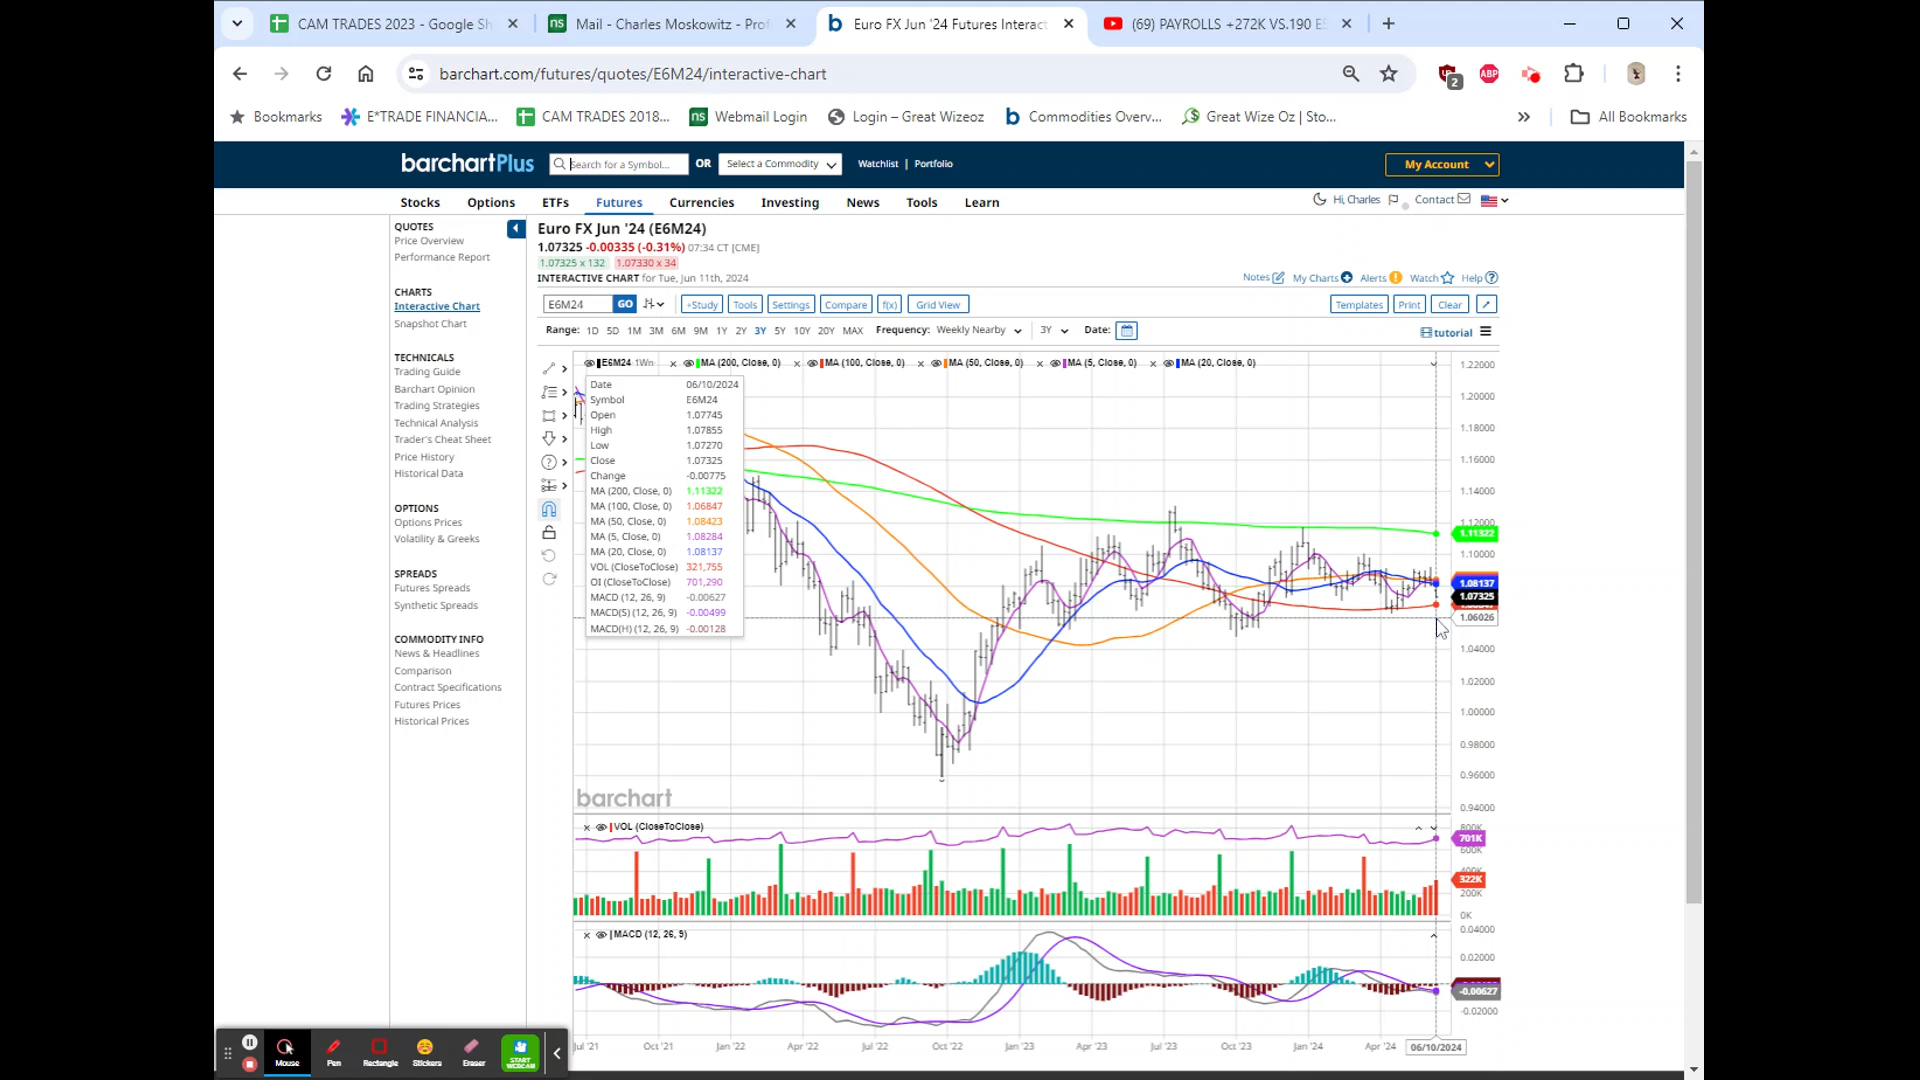 CAM TRADES 2023 - Google Sh
Mail - Charles Moskowitz - Prof
Euro FX Jun '24 Futures Interact
(69) PAYROLLS +272K VS.190 ES
barchart.com/futures/quotes/E6M24/interactive-chart
2
ABP
Bookmarks
E*TRADE FINANCIA...
CAM TRADES 2018...
Webmail Login
Login – Great Wizeoz
Commodities Overv...
Great Wize Oz | Sto...
All Bookmarks
barchartPlus
Search for a Symbol...
OR
Select a Commodity
Watchlist | Portfolio
My Account
Stocks Options ETFs Futures Currencies Investing News Tools Learn
Hi, Charles
Contact
QUOTES
Price Overview
Performance Report
CHARTS
Interactive Chart
Snapshot Chart
TECHNICALS
Trading Guide
Barchart Opinion
Trading Strategies
Technical Analysis
Trader's Cheat Sheet
Price History
Historical Data
OPTIONS
Options Prices
Volatility & Greeks
SPREADS
Futures Spreads
Synthetic Spreads
COMMODITY INFO
News & Headlines
Comparison
Contract Specifications
Futures Prices
Historical Prices
Euro FX Jun '24 (E6M24)
1.07325 -0.00335 (-0.31%) 07:34 CT [CME]
1.07325 x 132 1.07330 x 34
INTERACTIVE CHART for Tue, Jun 11th, 2024
Notes My Charts Alerts Watch Help
E6M24 GO +Study Tools Settings Compare f(x) Grid View
Templates Print Clear
Range: 1D 5D 1M 3M 6M 9M 1Y 2Y 3Y 5Y 10Y 20Y MAX Frequency: Weekly Nearby 3Y Date:
tutorial
E6M24 1Wn MA (200, Close, 0) MA (100, Close, 0) MA (50, Close, 0) MA (5, Close, 0) MA (20, Close, 0)
Date 06/10/2024
Symbol E6M24
Open 1.07745
High 1.07855
Low 1.07270
Close 1.07325
Change -0.00775
MA (200, Close, 0) 1.11322
MA (100, Close, 0) 1.06847
MA (50, Close, 0) 1.08423
MA (5, Close, 0) 1.08284
MA (20, Close, 0) 1.08137
VOL (CloseToClose) 321,755
OI (CloseToClose) 701,290
MACD (12, 26, 9) -0.00627
MACD(S) (12, 26, 9) -0.00499
MACD(H) (12, 26, 9) -0.00128
1.22000
1.20000
1.18000
1.16000
1.14000
1.12000
1.11322
1.10000
1.08137
1.07325
1.06026
1.04000
1.02000
1.00000
0.98000
0.96000
0.94000
barchart
VOL (CloseToClose)
800K
701K
600K
400K
322K
200K
0K
MACD (12, 26, 9)
0.04000
0.02000
-0.00627
-0.02000
Jul '21 Oct '21 Jan '22 Apr '22 Jul '22 Oct '22 Jan '23 Apr '23 Jul '23 Oct '23 Jan '24 Apr '24 06/10/2024
Mouse Pen Rectangle Stickers Eraser START WEBCAM